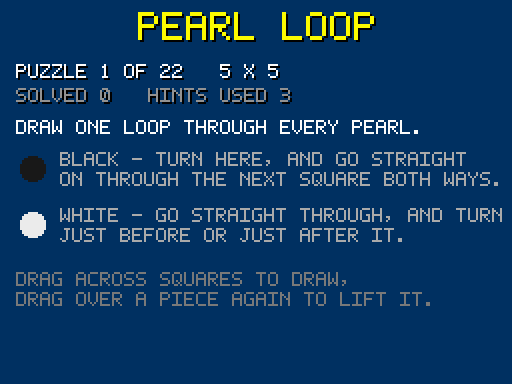 PEARL LOOP
PUZZLE 1 OF 22   5 X 5
SOLVED 0   HINTS USED 3
DRAW ONE LOOP THROUGH EVERY PEARL.
BLACK - TURN HERE, AND GO STRAIGHT
ON THROUGH THE NEXT SQUARE BOTH WAYS.
WHITE - GO STRAIGHT THROUGH, AND TURN
JUST BEFORE OR JUST AFTER IT.
DRAG ACROSS SQUARES TO DRAW,
DRAG OVER A PIECE AGAIN TO LIFT IT.